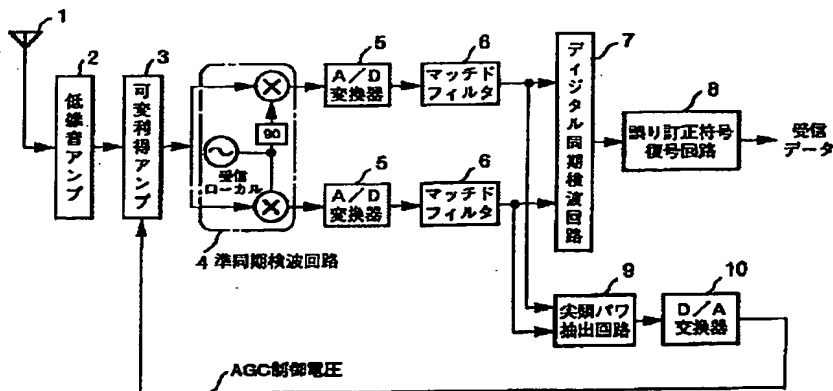 1
2
低雑音アンプ
3
可変利得アンプ
90
受信
ローカル
4 準同期検波回路
5
A/D
変換器
6
マッチド
フィルタ
5
A/D
変換器
6
マッチド
フィルタ
7
ディジタル同期検波回路
8
誤り訂正符号
復号回路
受信
データ
9
尖頭パワ
抽出回路
10
D/A
変換器
AGC制御電圧